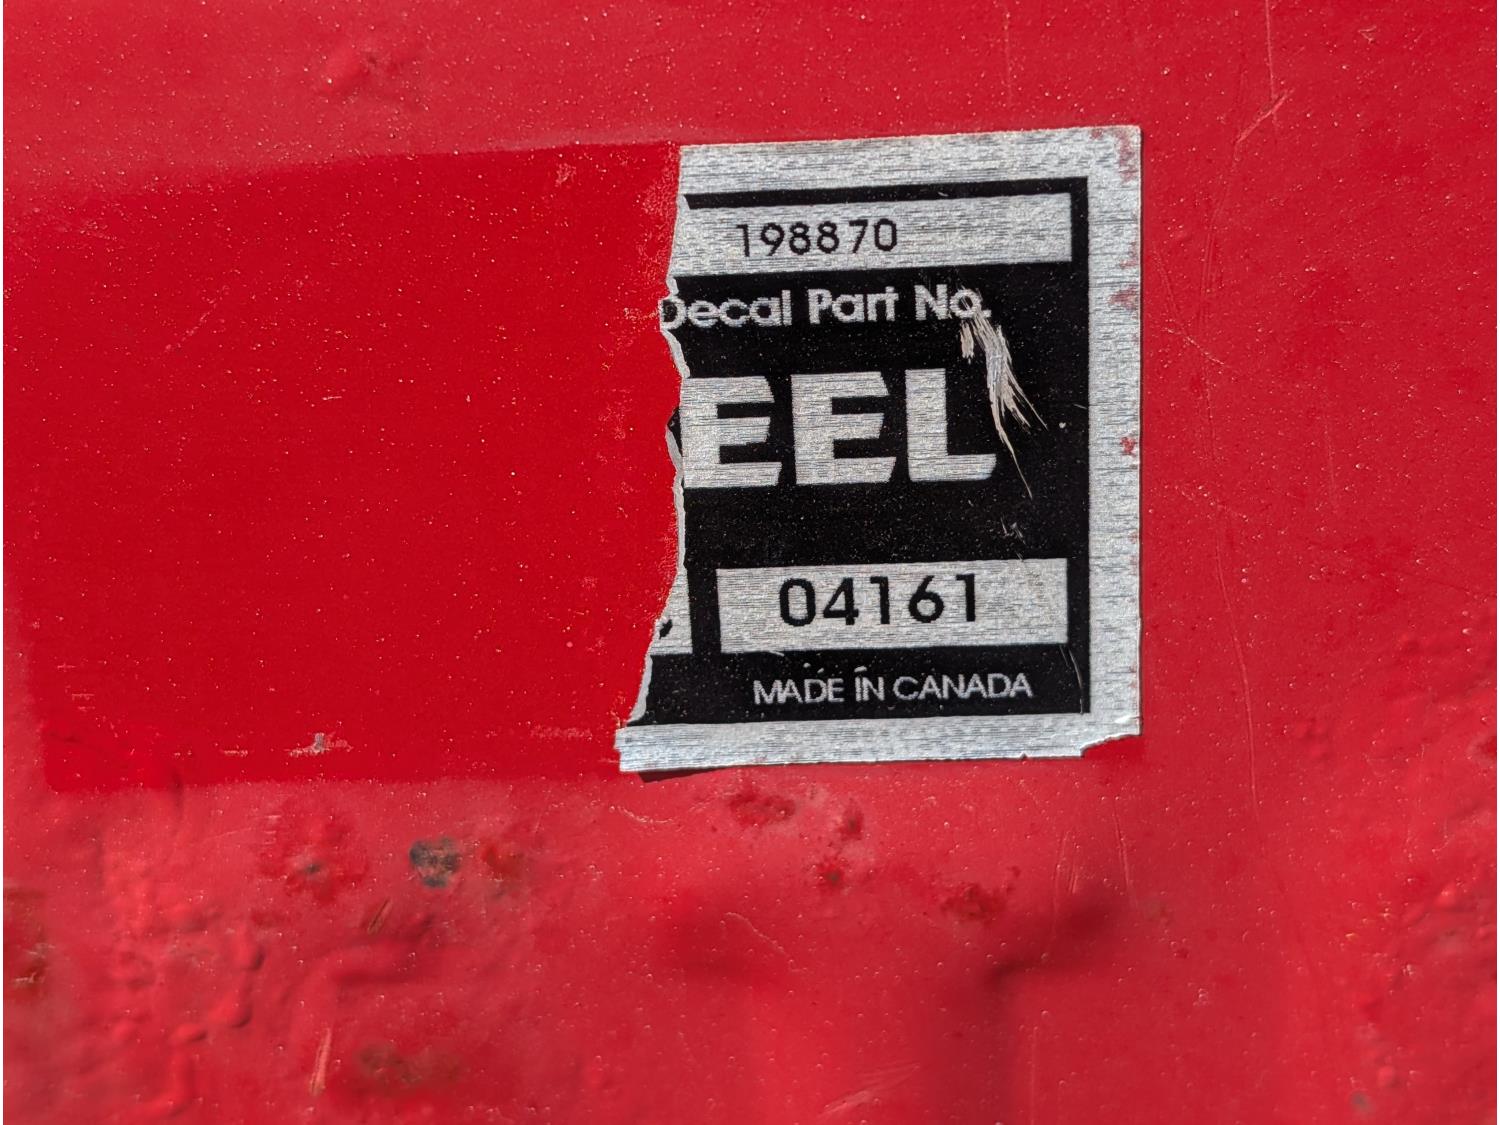 198870
Decal Part No.
EEL
04161
MADE IN CANADA